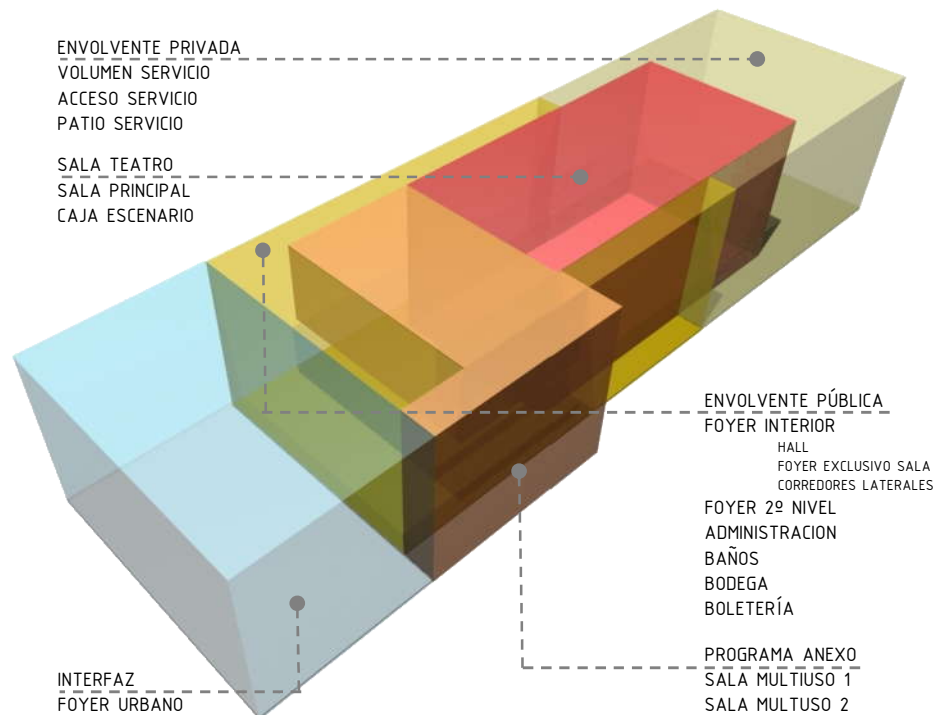 ENVOLVENTE PRIVADA
VOLUMEN SERVICIO
ACCESO SERVICIO
PATIO SERVICIO
SALA TEATRO
SALA PRINCIPAL
CAJA ESCENARIO
ENVOLVENTE PÚBLICA
FOYER INTERIOR
HALL
FOYER EXCLUSIVO SALA
CORREDORES LATERALES
FOYER 2º NIVEL
ADMINISTRACION
BAÑOS
BODEGA
BOLETERÍA
PROGRAMA ANEXO
SALA MULTIUSO 1
SALA MULTUSO 2
INTERFAZ
FOYER URBANO